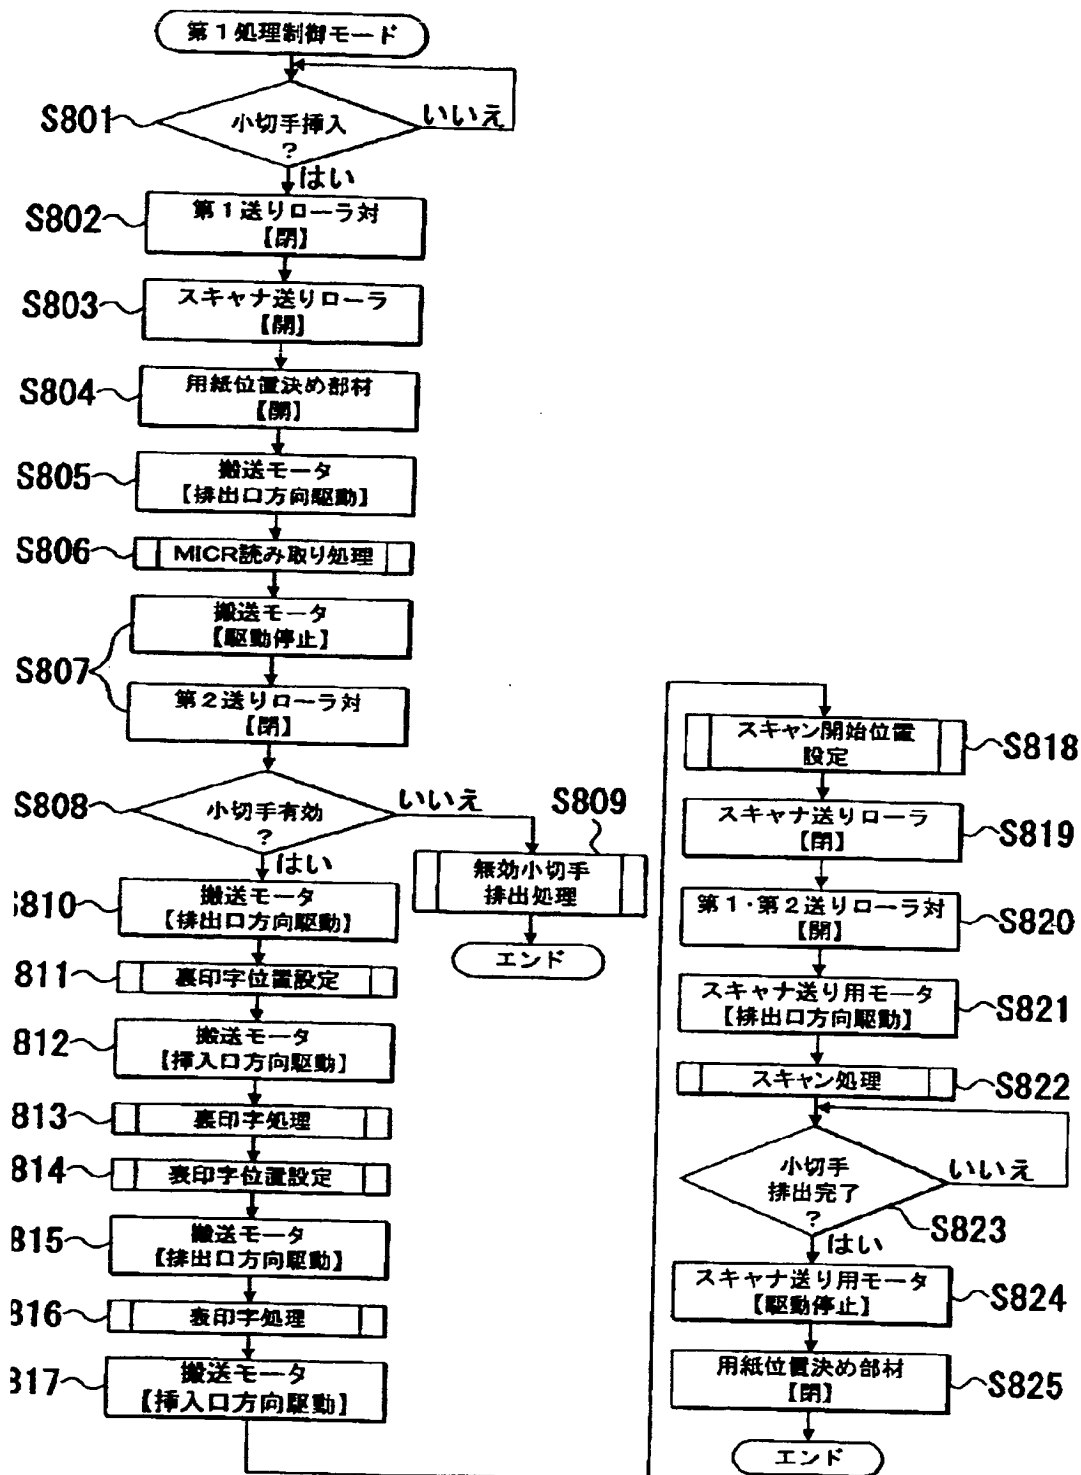 第1処理制御モード
S801
小切手挿入
?
いいえ
はい
S802
第1送りローラ対
【閉】
S803
スキャナ送りローラ
【開】
S804
用紙位置決め部材
【開】
S805
搬送モータ
【排出口方向駆動】
S806
MICR読み取り処理
搬送モータ
【駆動停止】
S807
第2送りローラ対
【閉】
S808
小切手有効
?
いいえ
はい
S809
無効小切手
排出処理
エンド
S810
搬送モータ
【排出口方向駆動】
811
裏印字位置設定
812
搬送モータ
【挿入口方向駆動】
813
裏印字処理
814
表印字位置設定
815
搬送モータ
【排出口方向駆動】
816
表印字処理
817
搬送モータ
【挿入口方向駆動】
スキャン開始位置
設定
S818
スキャナ送りローラ
【閉】
S819
第1・第2送りローラ対
【開】
S820
スキャナ送り用モータ
【排出口方向駆動】
S821
スキャン処理
S822
小切手
排出完了
?
いいえ
S823
はい
スキャナ送り用モータ
【駆動停止】
S824
用紙位置決め部材
【閉】
S825
エンド